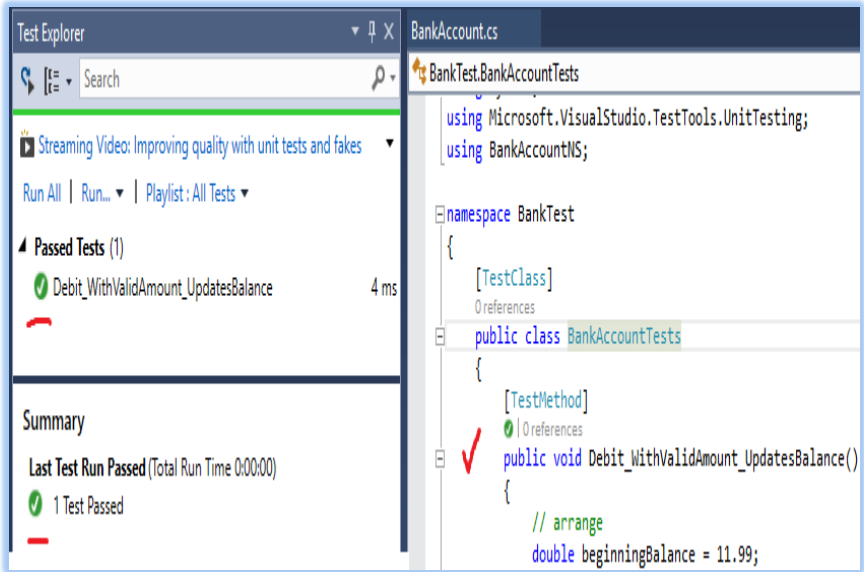 Test Explorer
Search
Streaming Video: Improving quality with unit tests and fakes
Run All | Run... | Playlist : All Tests
Passed Tests (1)
Debit_WithValidAmount_UpdatesBalance 4 ms
Summary
Last Test Run Passed (Total Run Time 0:00:00)
1 Test Passed
BankAccount.cs
BankTest.BankAccountTests
using Microsoft.VisualStudio.TestTools.UnitTesting;
using BankAccountNS;
namespace BankTest
{
[TestClass]
0 references
public class BankAccountTests
{
[TestMethod]
0 references
public void Debit_WithValidAmount_UpdatesBalance()
{
// arrange
double beginningBalance = 11.99;